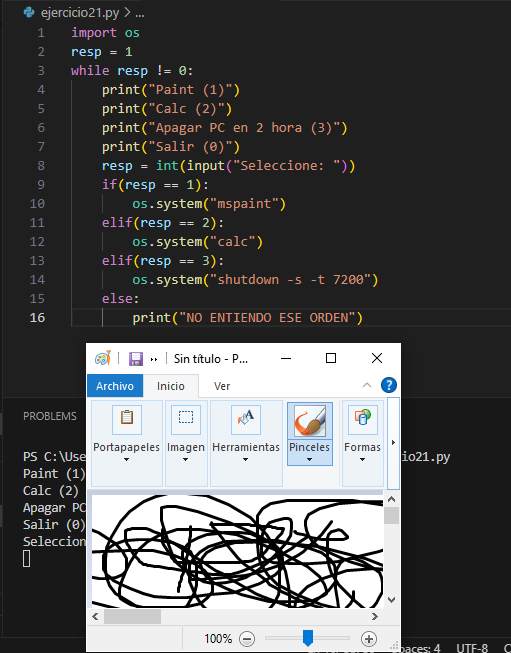 ejercicio21.py > ...
1 import os
2 resp = 1
3 while resp != 0:
4 print("Paint (1)")
5 print("Calc (2)")
6 print("Apagar PC en 2 hora (3)")
7 print("Salir (0)")
8 resp = int(input("Seleccione: "))
9 if(resp == 1):
10 os.system("mspaint")
11 elif(resp == 2):
12 os.system("calc")
13 elif(resp == 3):
14 os.system("shutdown -s -t 7200")
15 else:
16 print("NO ENTIENDO ESE ORDEN")
Sin título - P...
Archivo Inicio Ver
Portapapeles Imagen Herramientas Pinceles Formas
100%
PROBLEMS
PS C:\Use cio21.py
Paint (1)
Calc (2)
Apagar PC
Salir (0)
Seleccion
paces: 4 UTF-8 C